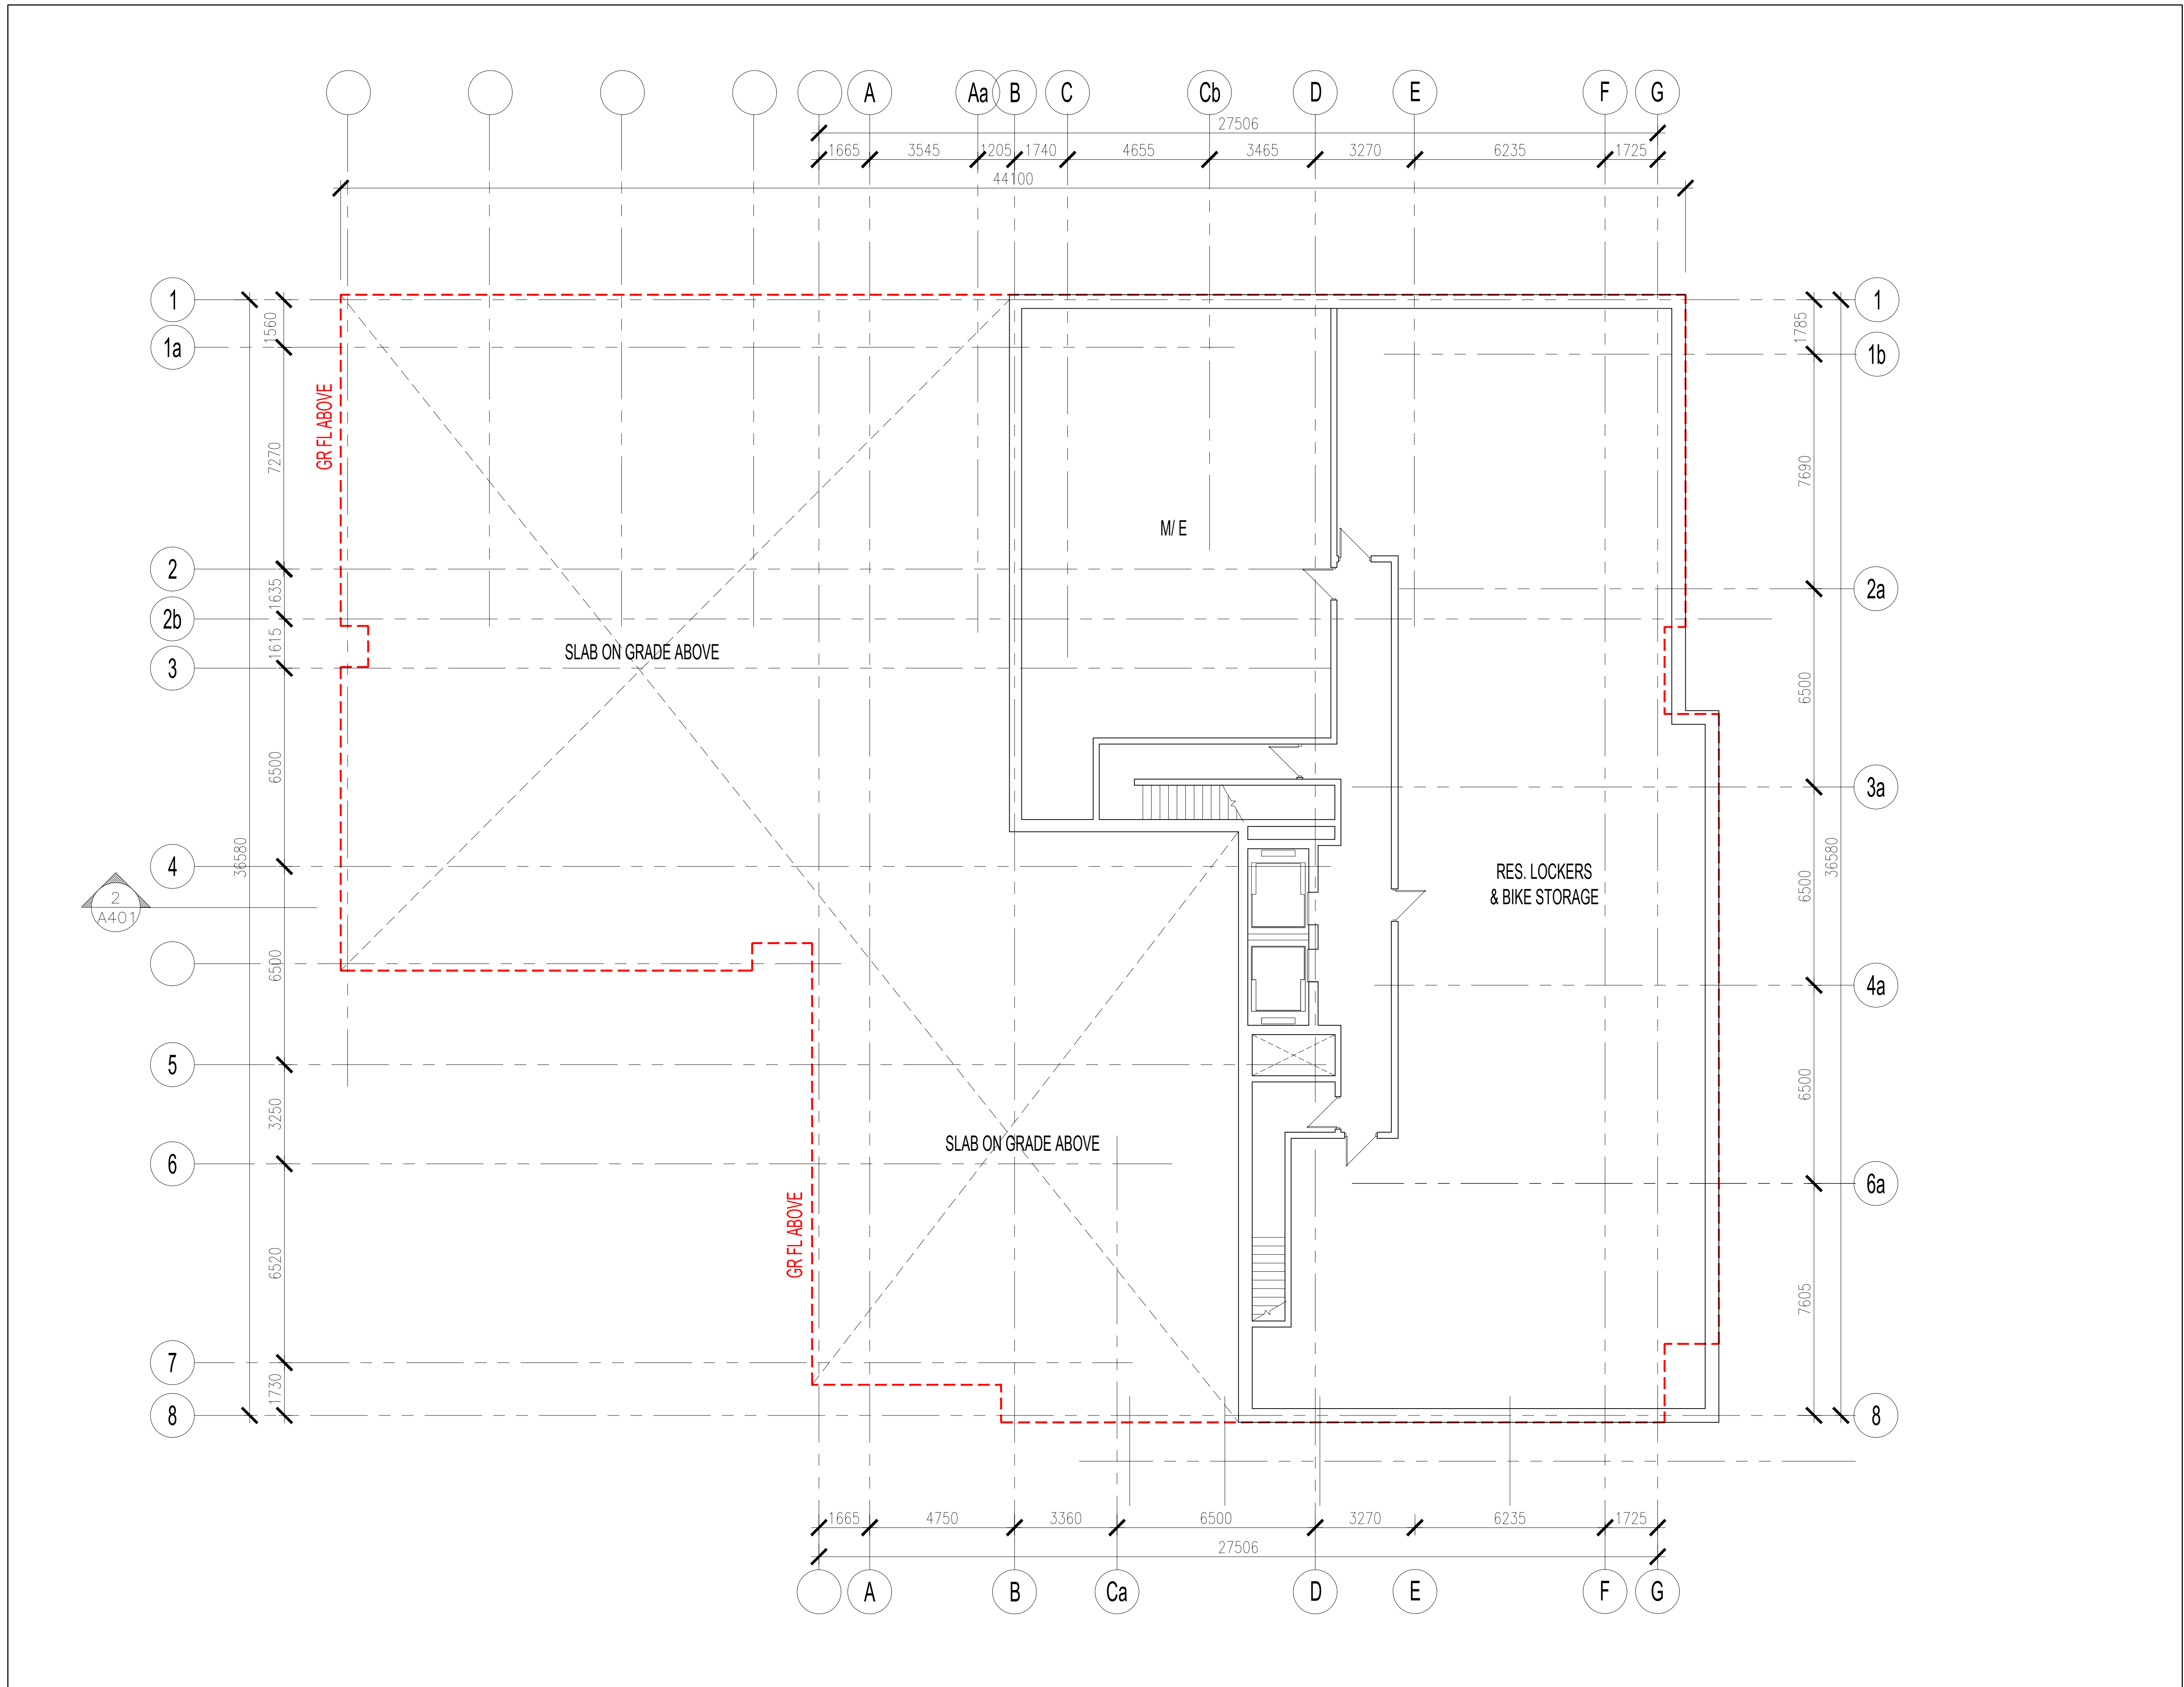 A Aa B C Cb D E F G
27506
1665 3545 1205 1740 4655 3465 3270 6235 1725
44100
1 1
1560 1785
1a 1b
GR FL ABOVE
7270 7690
M/ E
2 2a
1635
2b
1615
SLAB ON GRADE ABOVE
3
6500 6500
3a
36580 36580
4
RES. LOCKERS
& BIKE STORAGE
6500
2
A401
6500
4a
5
3250 6500
SLAB ON GRADE ABOVE
6 6a
GR FL ABOVE
6520 7605
7
1730
8 8
1665 4750 3360 6500 3270 6235 1725
27506
A B Ca D E F G